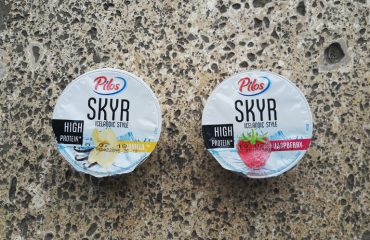 Pilos
SKYR
ICELANDIC STYLE
HIGH
PROTEIN*
Pilos
SKYR
ICELANDIC STYLE
HIGH
PROTEIN*